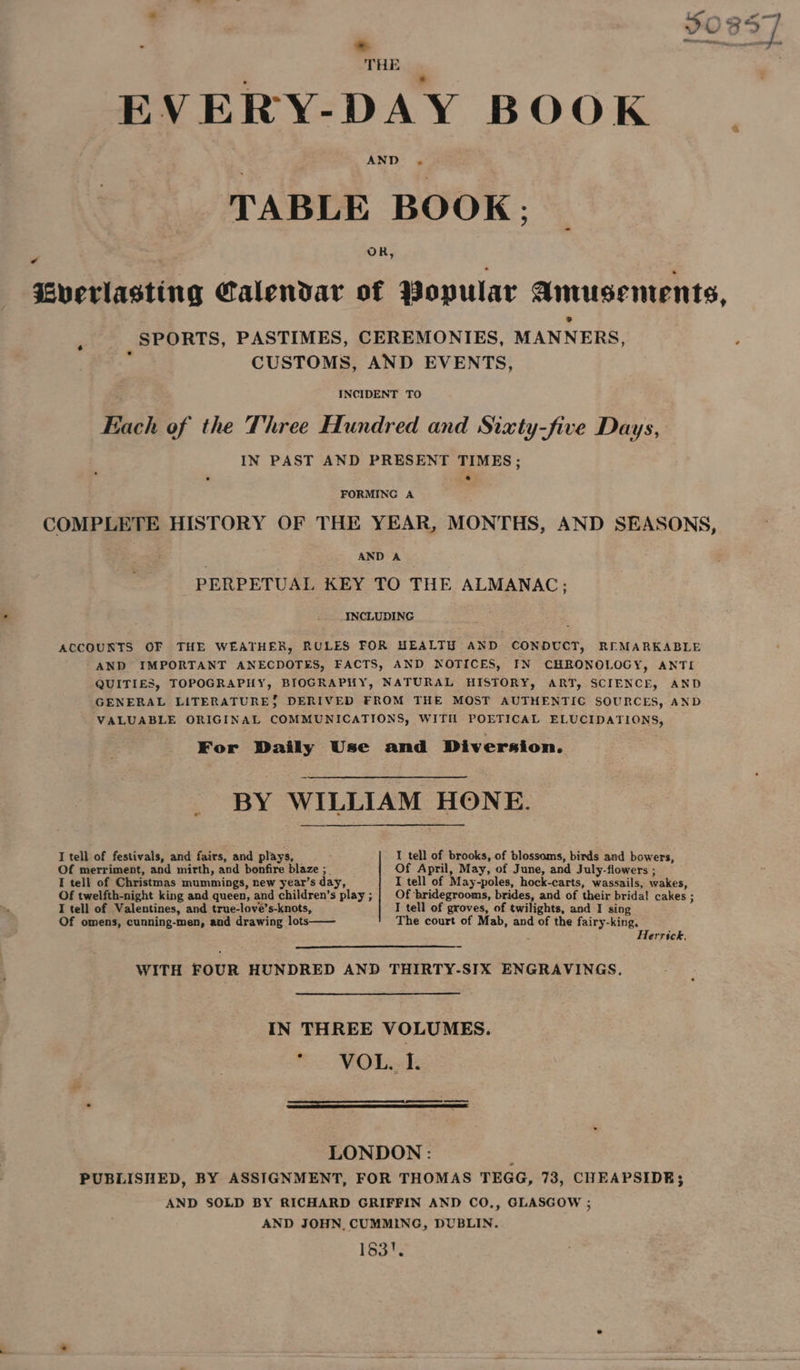 50857
THE
EVERY-DAY BOOK
AND
TABLE BOOK;
OR,
Everlasting Calendar of Popular Amusements,
SPORTS, PASTIMES, CEREMONIES, MANNERS,
CUSTOMS, AND EVENTS,
INCIDENT TO
Each of the Three Hundred and Sixty-five Days,
IN PAST AND PRESENT TIMES;
FORMING A
COMPLETE HISTORY OF THE YEAR, MONTHS, AND SEASONS,
AND A
PERPETUAL KEY TO THE ALMANAC;
INCLUDING
ACCOUNTS OF THE WEATHER, RULES FOR HEALTH AND CONDUCT, REMARKABLE
AND IMPORTANT ANECDOTES, FACTS, AND NOTICES, IN CHRONOLOGY, ANTI
QUITIES, TOPOGRAPHY, BIOGRAPHY, NATURAL HISTORY, ART, SCIENCE, AND
GENERAL LITERATURE; DERIVED FROM THE MOST AUTHENTIC SOURCES, AND
VALUABLE ORIGINAL COMMUNICATIONS, WITH POETICAL ELUCIDATIONS,
For Daily Use and Diversion.
BY WILLIAM HONE.
I tell of festivals, and fairs, and plays,
Of merriment, and mirth, and bonfire blaze;
I tell of Christmas mummings, new year's day,
Of twelfth-night king and queen, and children's play;
I tell of Valentines, and true-love's-knots,
Of omens, cunning-men, and drawing lots——
I tell of brooks, of blossoms, birds and bowers,
Of April, May, of June, and July-flowers;
I tell of May-poles, hock-carts, wassails, wakes,
Of bridegrooms, brides, and of their bridal cakes;
I tell of groves, of twilights, and I sing
The court of Mab, and of the fairy-king.
Herrick.
WITH FOUR HUNDRED AND THIRTY-SIX ENGRAVINGS.
IN THREE VOLUMES.
VOL. I.
LONDON:
PUBLISHED, BY ASSIGNMENT, FOR THOMAS TEGG, 73, CHEAPSIDE;
AND SOLD BY RICHARD GRIFFIN AND CO., GLASGOW;
AND JOHN CUMMING, DUBLIN.
1831.